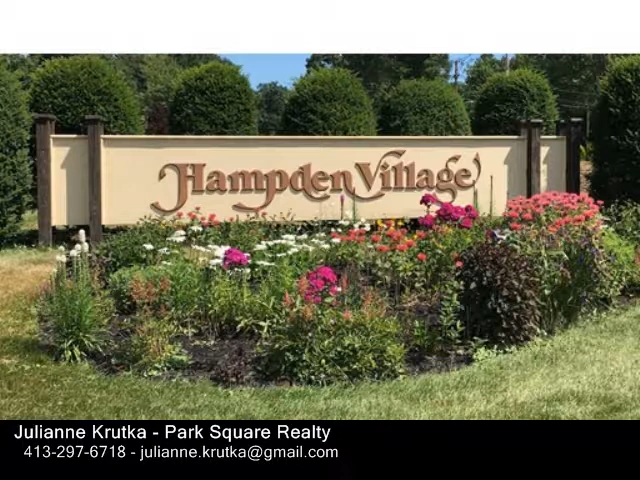 Hampden Village
Julianne Krutka - Park Square Realty
413-297-6718 - julianne.krutka@gmail.com